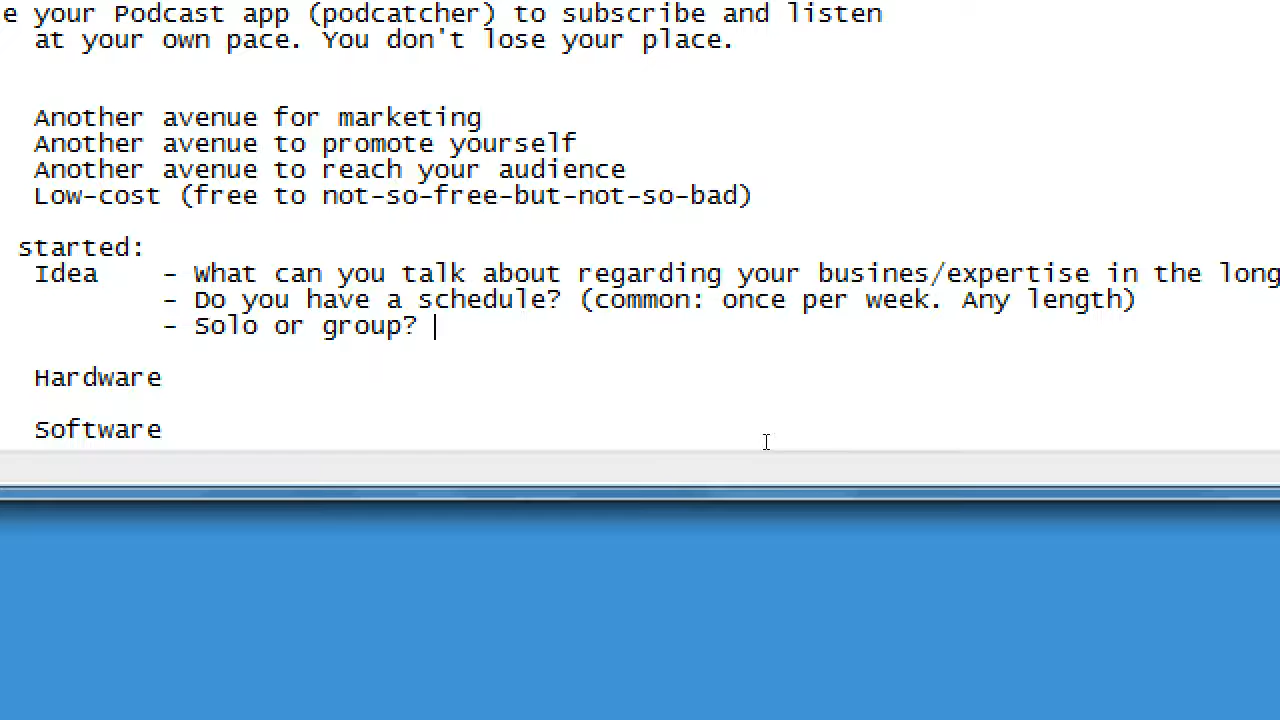 e your Podcast app (podcatcher) to subscribe and listen
at your own pace. You don't lose your place.
Another avenue for marketing
Another avenue to promote yourself
Another avenue to reach your audience
Low-cost (free to not-so-free-but-not-so-bad)
started:
Idea - What can you talk about regarding your busines/expertise in the long
- Do you have a schedule? (common: once per week. Any length)
- Solo or group?
Hardware
Software